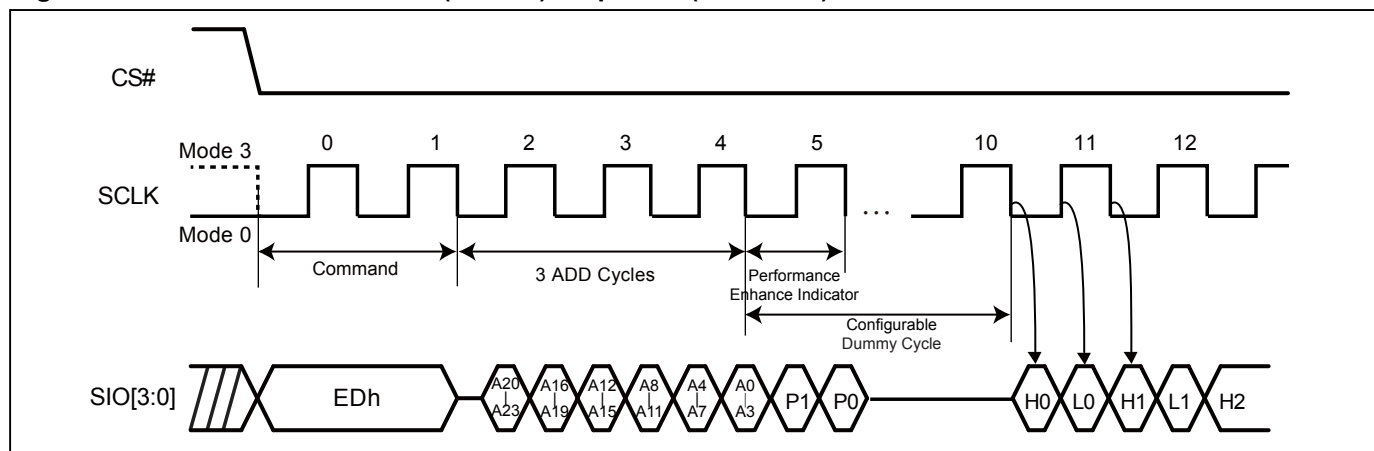 CS#
0 1 2 3 4 5 10 11 12
Mode 3
SCLK
Mode 0
...
Command
3 ADD Cycles
Performance
Enhance Indicator
Configurable
Dummy Cycle
SIO[3:0]
EDh
A20 | A23
A16 | A19
A12 | A15
A8 | A11
A4 | A7
A0 | A3
P1
P0
H0
L0
H1
L1
H2